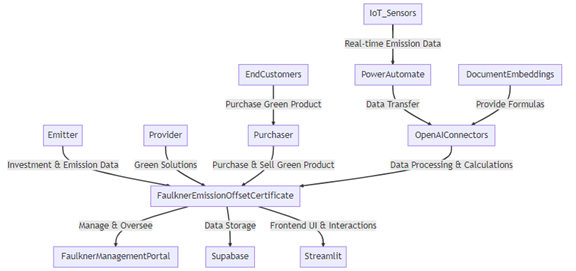 IoT_Sensors
Real-time Emission Data
EndCustomers
PowerAutomate
DocumentEmbeddings
Purchase Green Product
Data Transfer
Provide Formulas
Emitter
Provider
Purchaser
OpenAIConnectors
Investment & Emission Data
Green Solutions
Purchase & Sell Green Product
Data Processing & Calculations
FaulknerEmissionOffsetCertificate
Manage & Oversee
Data Storage
Frontend UI & Interactions
FaulknerManagementPortal
Supabase
Streamlit